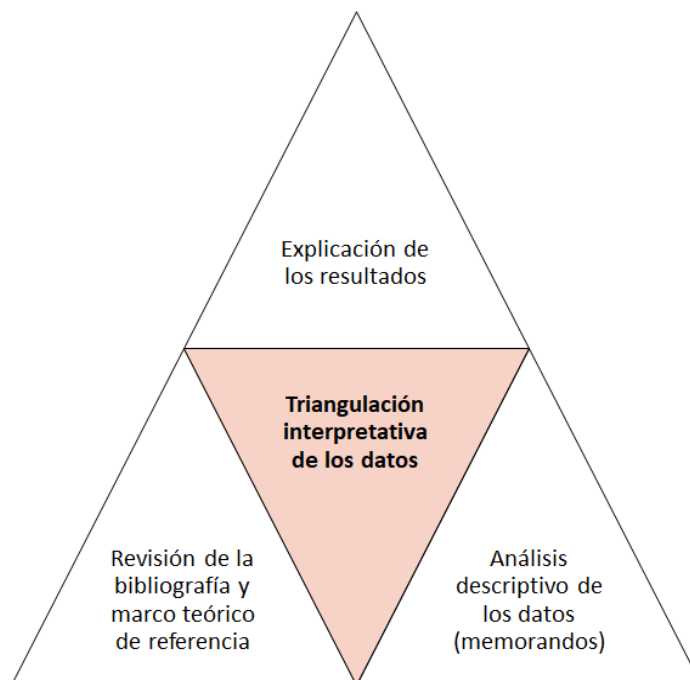 Explicación de
los resultados
Triangulación
interpretativa
de los datos
Revisión de la
bibliografía y
marco teórico
de referencia
Análisis
descriptivo de
los datos
(memorandos)